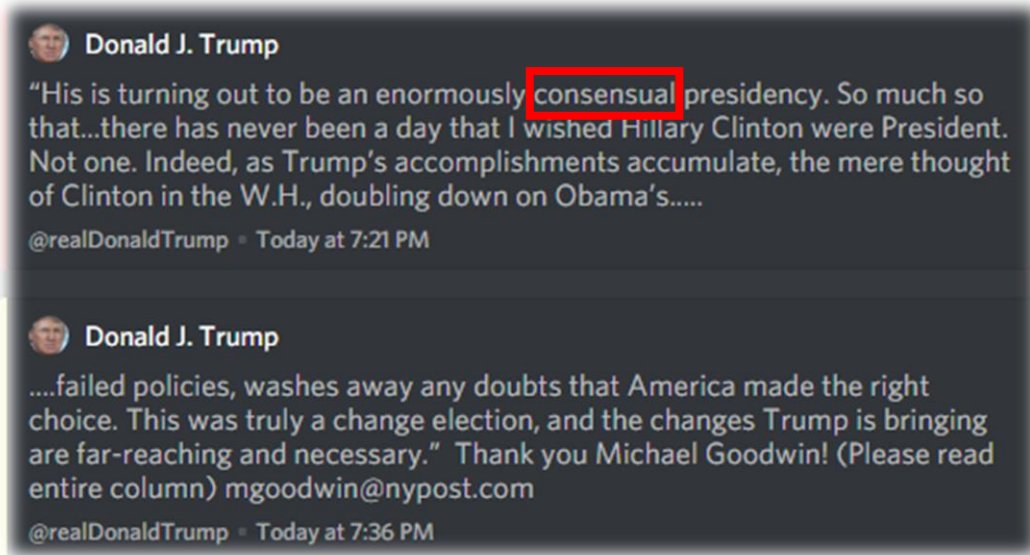 Donald J. Trump
“His is turning out to be an enormously consensual presidency. So much so
that...there has never been a day that I wished Hillary Clinton were President.
Not one. Indeed, as Trump’s accomplishments accumulate, the mere thought
of Clinton in the W.H., doubling down on Obama’s.....
@realDonaldTrump ▪ Today at 7:21 PM
Donald J. Trump
....failed policies, washes away any doubts that America made the right
choice. This was truly a change election, and the changes Trump is bringing
are far-reaching and necessary.” Thank you Michael Goodwin! (Please read
entire column) mgoodwin@nypost.com
@realDonaldTrump ▪ Today at 7:36 PM